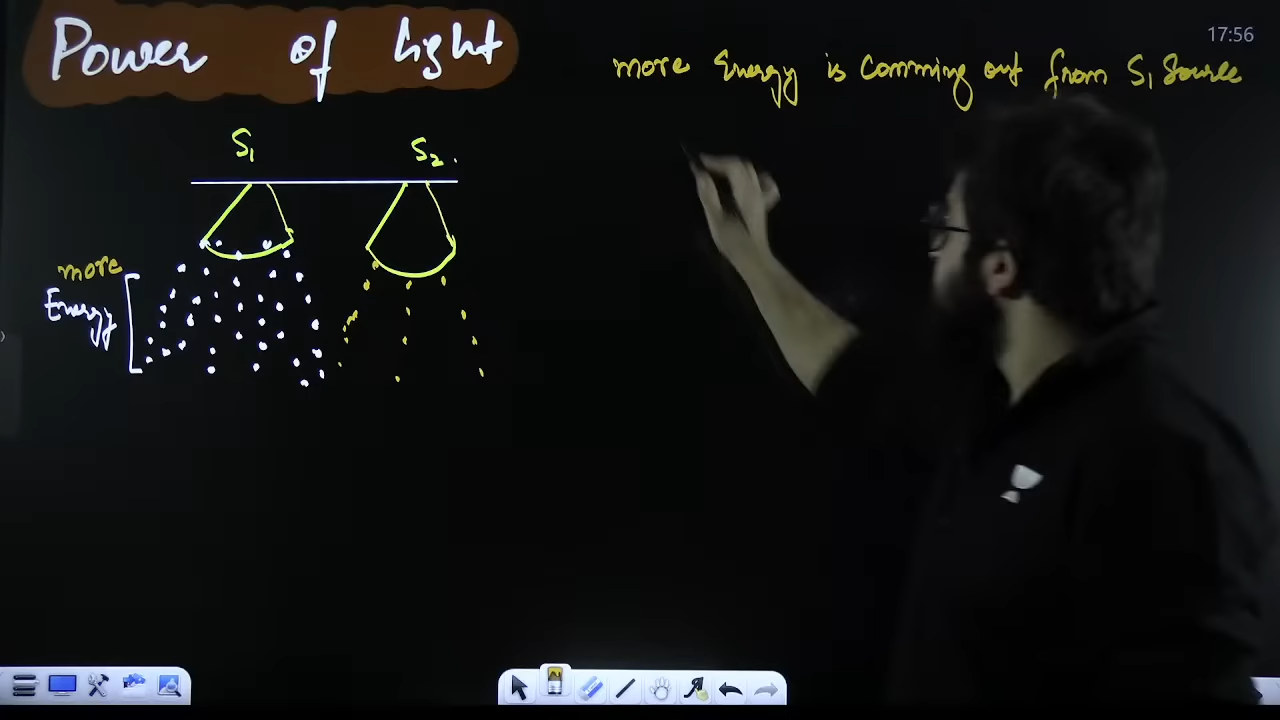 Power of light
17:56
more Energy is comming out from S1 Source
S1
S2.
more
Energy